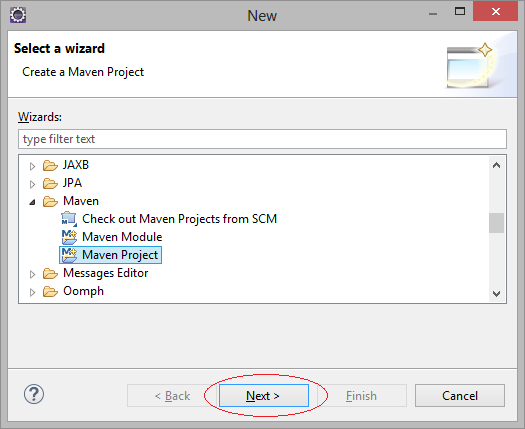 New
Select a wizard
Create a Maven Project
Wizards:
type filter text
JAXB
JPA
Maven
Check out Maven Projects from SCM
Maven Module
Maven Project
Messages Editor
Oomph
? < Back Next > Finish Cancel